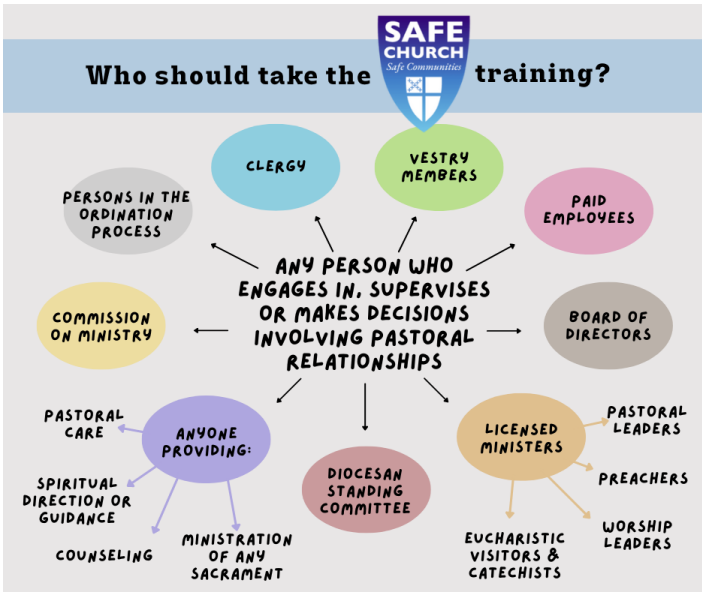 Who should take the
SAFE
CHURCH
Safe Communities
training?
CLERGY
VESTRY
MEMBERS
PERSONS IN THE
ORDINATION
PROCESS
PAID
EMPLOYEES
ANY PERSON WHO
ENGAGES IN, SUPERVISES
OR MAKES DECISIONS
INVOLVING PASTORAL
RELATIONSHIPS
COMMISSION
ON MINISTRY
BOARD OF
DIRECTORS
ANYONE
PROVIDING:
PASTORAL
CARE
SPIRITUAL
DIRECTION OR
GUIDANCE
COUNSELING
MINISTRATION
OF ANY
SACRAMENT
DIOCESAN
STANDING
COMMITTEE
LICENSED
MINISTERS
PASTORAL
LEADERS
PREACHERS
WORSHIP
LEADERS
EUCHARISTIC
VISITORS &
CATECHISTS